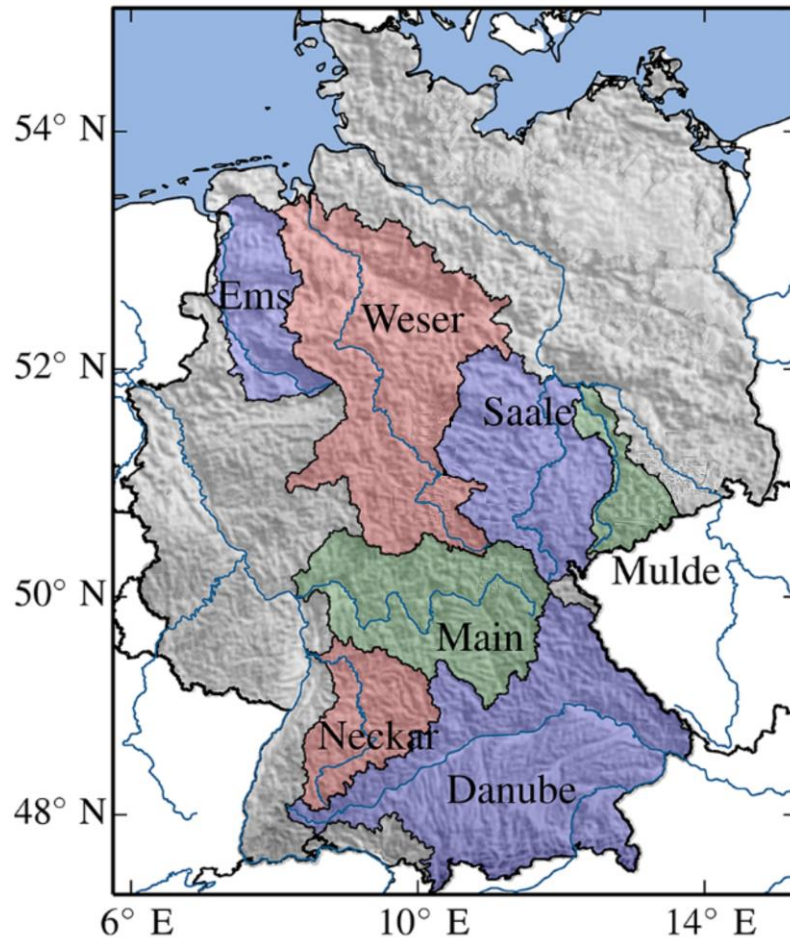 54° N
Ems
Weser
52° N
Saale
Mulde
50° N
Main
Neckar
Danube
48° N
6° E
10° E
14° E